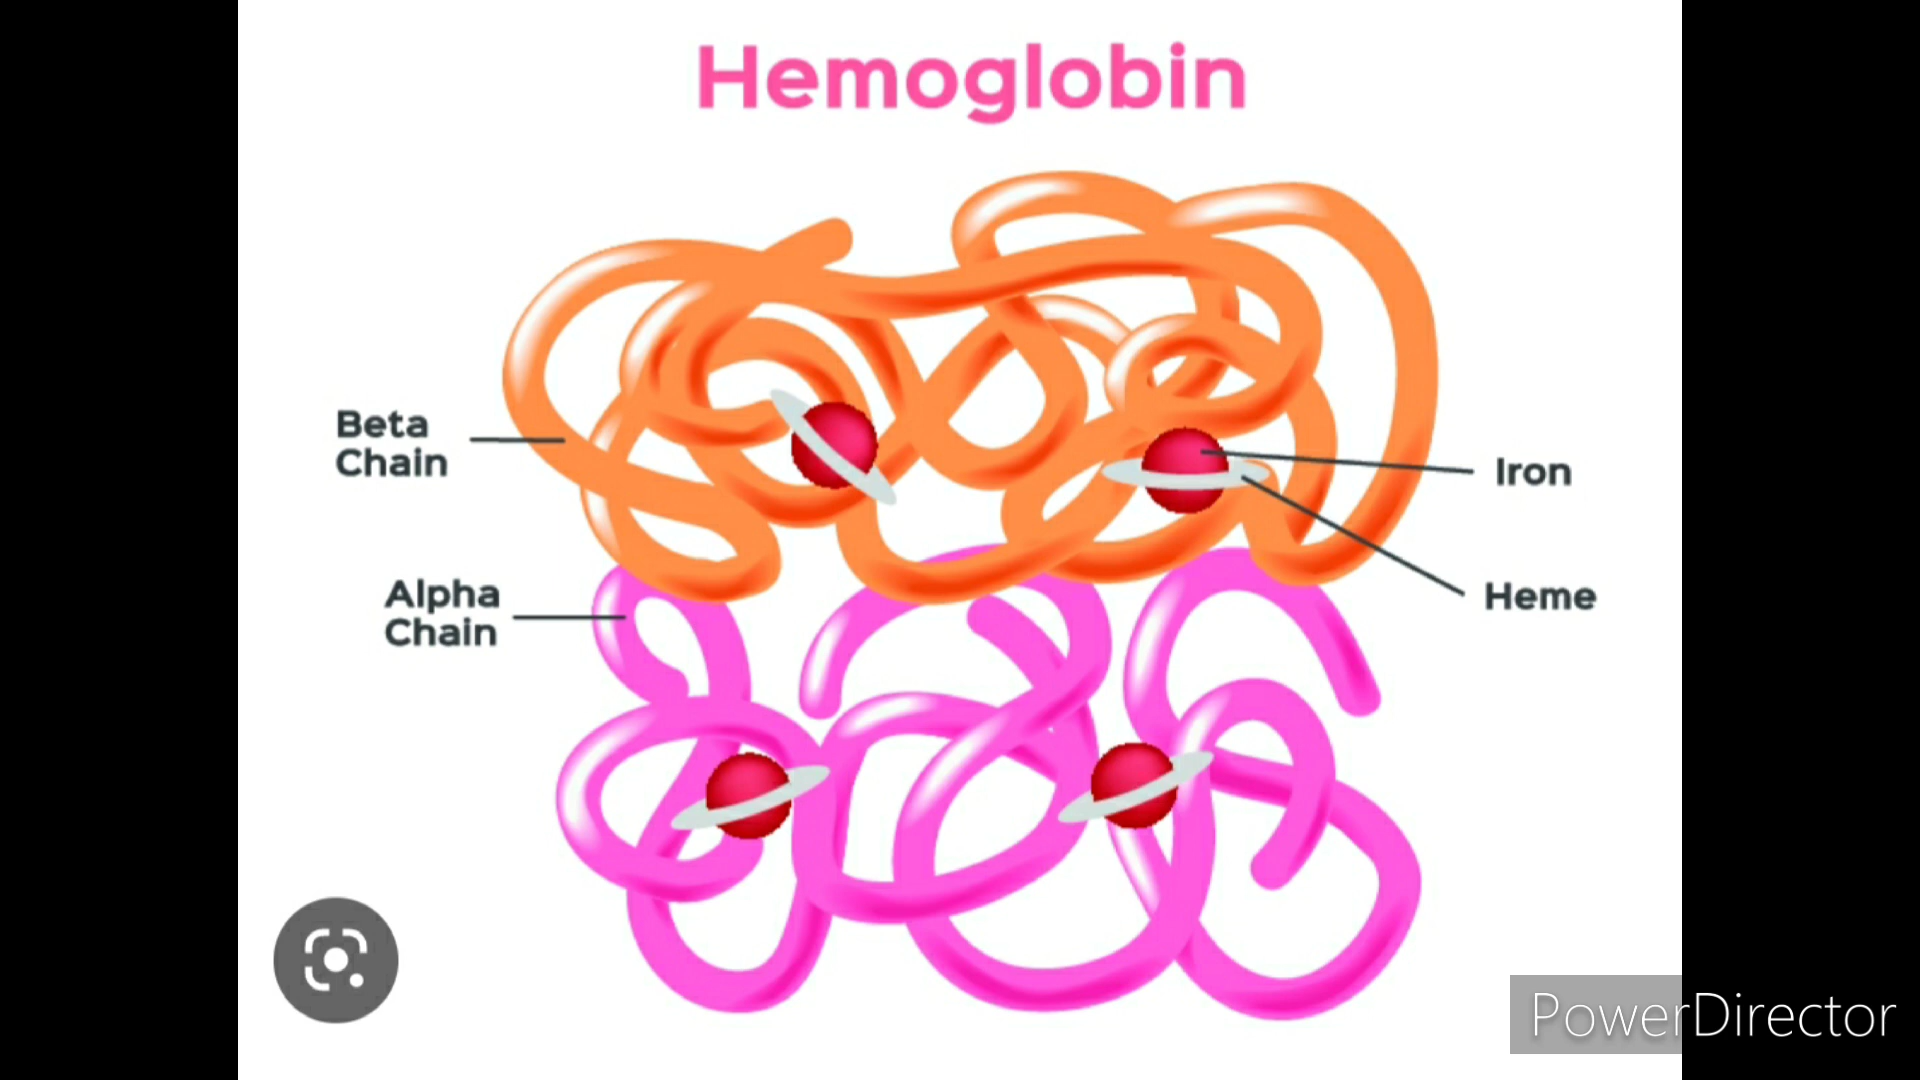 Hemoglobin
Beta
Chain
Iron
Alpha
Chain
Heme
PowerDirector